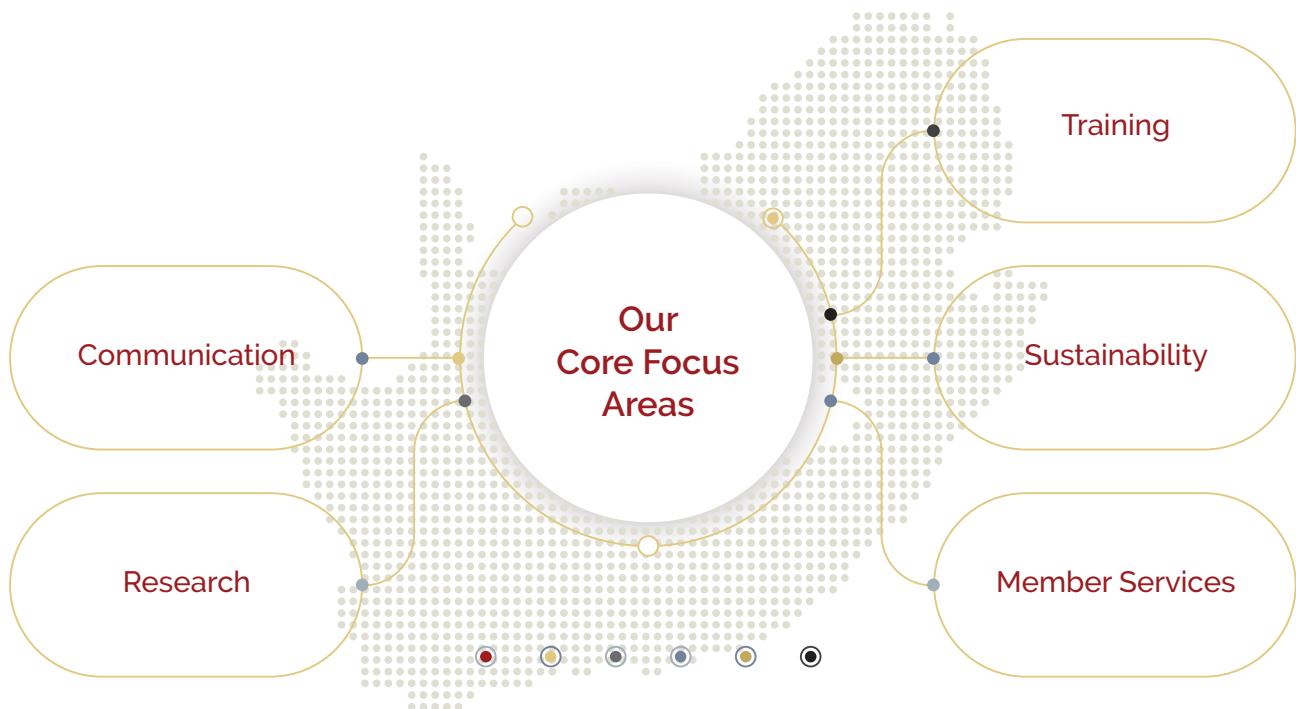 Our
Core Focus
Areas
Training
Communication
Sustainability
Research
Member Services